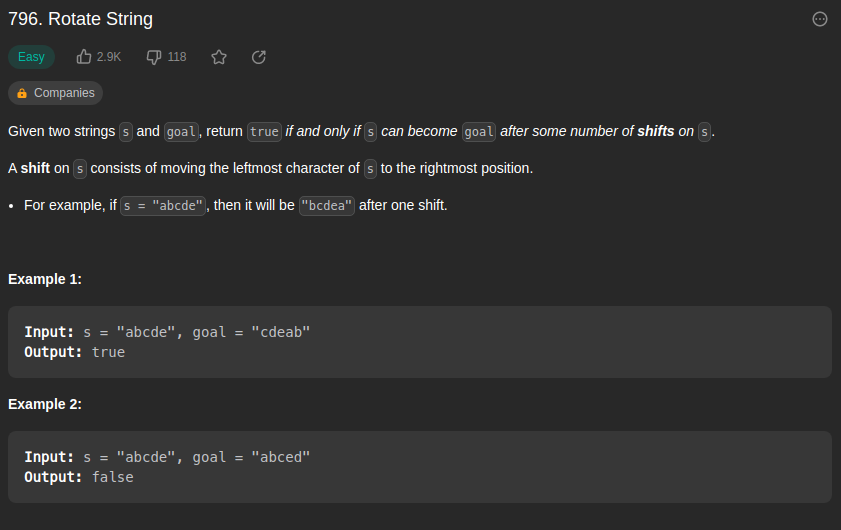 796. Rotate String
Easy 2.9K 118
Companies
Given two strings s and goal, return true if and only if s can become goal after some number of shifts on s.
A shift on s consists of moving the leftmost character of s to the rightmost position.
• For example, if s = "abcde", then it will be "bcdea" after one shift.
Example 1:
Input: s = "abcde", goal = "cdeab"
Output: true
Example 2:
Input: s = "abcde", goal = "abced"
Output: false